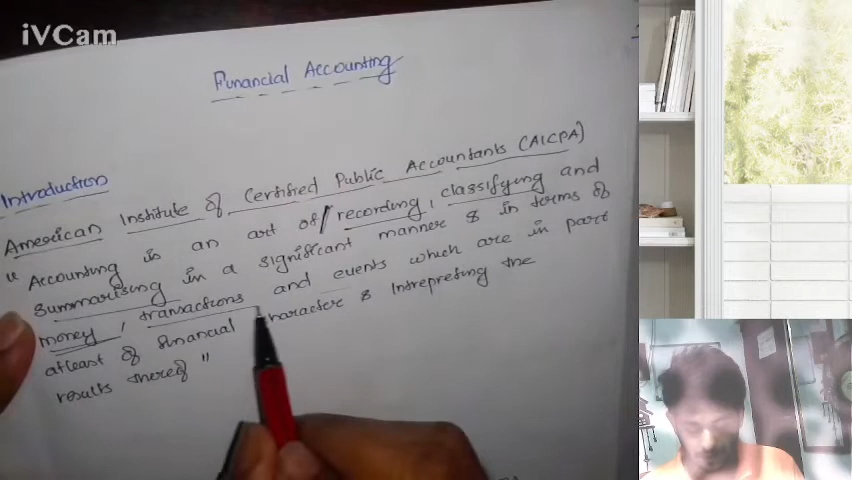 iVCam
Financial Accounting
Introduction
American Institute of Certified Public Accountants (AICPA)
" Accounting is an art of recording, classifying and
summarising in a significant manner & in terms of
money, transactions and events which are in part
atleast of financial character & Intrepreting the
results thereof "